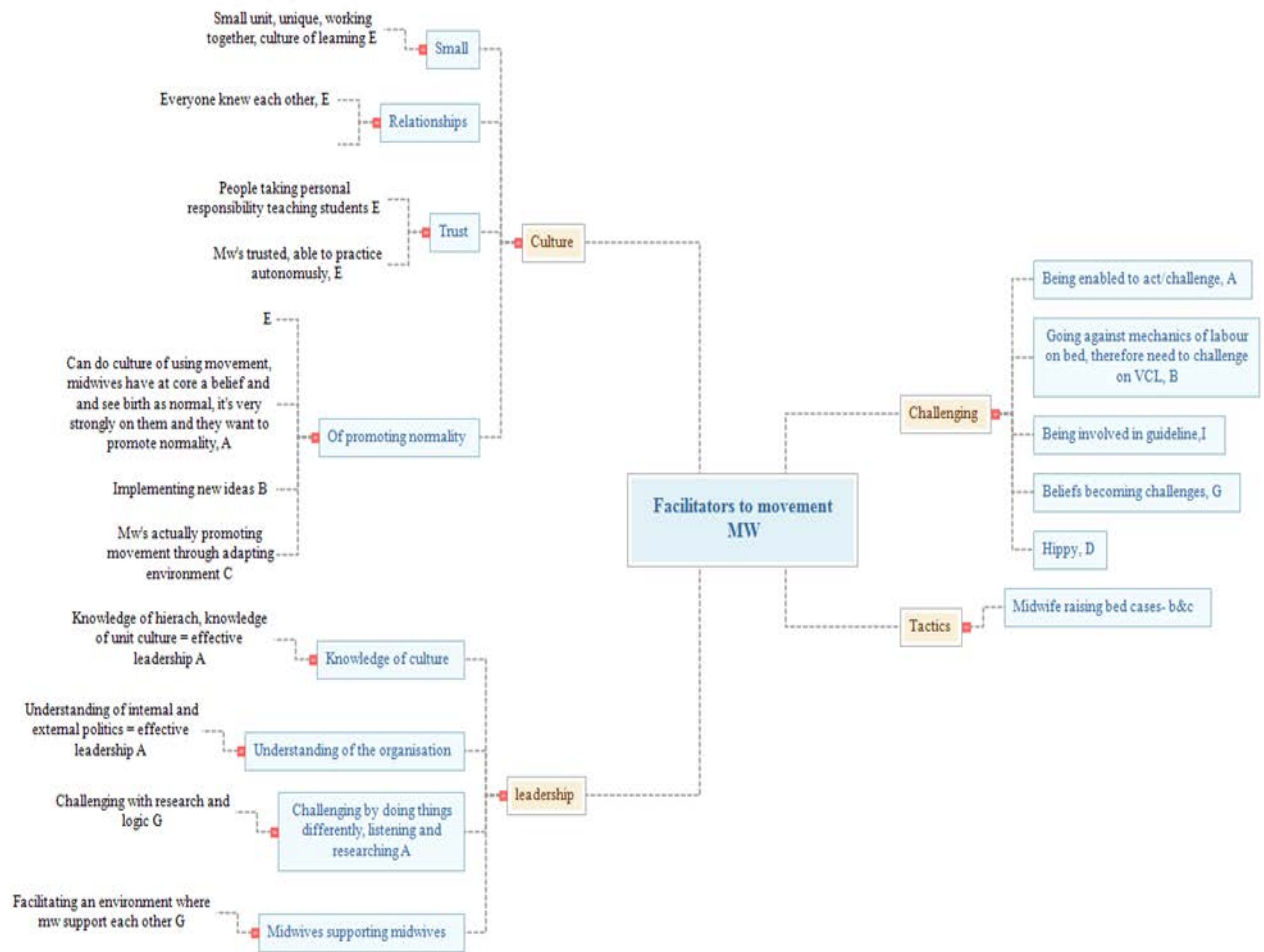 Small unit, unique, working
together, culture of learning E
Small
Everyone knew each other, E
Relationships
People taking personal
responsibility teaching students E
Trust
Mw's trusted, able to practice
autonomusly, E
Culture
E
Can do culture of using movement,
midwives have at core a belief and
and see birth as normal, it's very
strongly on them and they want to
promote normality, A
Of promoting normality
Implementing new ideas B
Mw's actually promoting
movement through adapting
environment C
Knowledge of hierach, knowledge
of unit culture = effective
leadership A
Knowledge of culture
Understanding of internal and
external politics = effective
leadership A
Understanding of the organisation
leadership
Challenging with research and
logic G
Challenging by doing things
differently, listening and
researching A
Facilitating an environment where
mw support each other G
Midwives supporting midwives
Facilitators to movement
MW
Challenging
Being enabled to act/challenge, A
Going against mechanics of labour
on bed, therefore need to challenge
on VCL, B
Being involved in guideline,I
Beliefs becoming challenges, G
Hippy, D
Tactics
Midwife raising bed cases- b&c